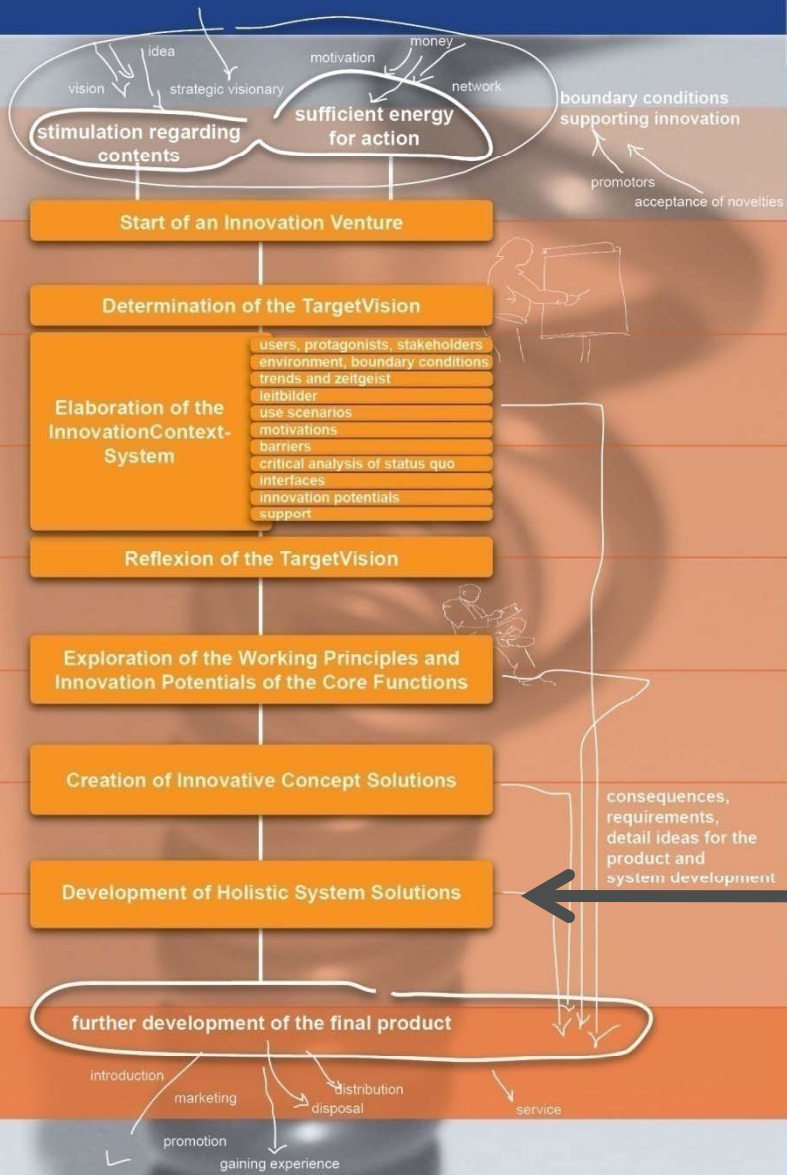 idea
motivation
money
vision
strategic visionary
network
stimulation regarding
contents
sufficient energy
for action
boundary conditions
supporting innovation
promotors
acceptance of novelties
Start of an Innovation Venture
Determination of the TargetVision
Elaboration of the
InnovationContext-
System
users, protagonists, stakeholders
environment, boundary conditions
trends and zeitgeist
leitbilder
use scenarios
motivations
barriers
critical analysis of status quo
interfaces
innovation potentials
support
Reflexion of the TargetVision
Exploration of the Working Principles and
Innovation Potentials of the Core Functions
Creation of Innovative Concept Solutions
consequences,
requirements,
detail ideas for the
product and
system development
Development of Holistic System Solutions
further development of the final product
introduction
marketing
distribution
disposal
service
promotion
gaining experience